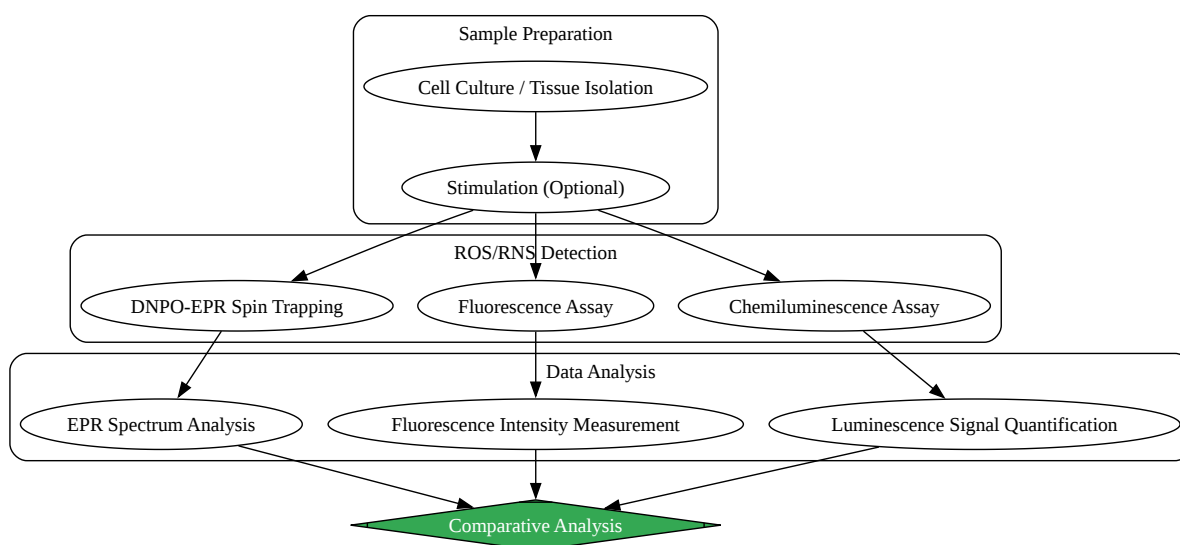 Sample Preparation
Cell Culture / Tissue Isolation
Stimulation (Optional)
ROS/RNS Detection
DNPO-EPR Spin Trapping
Fluorescence Assay
Chemiluminescence Assay
Data Analysis
EPR Spectrum Analysis
Fluorescence Intensity Measurement
Luminescence Signal Quantification
Comparative Analysis